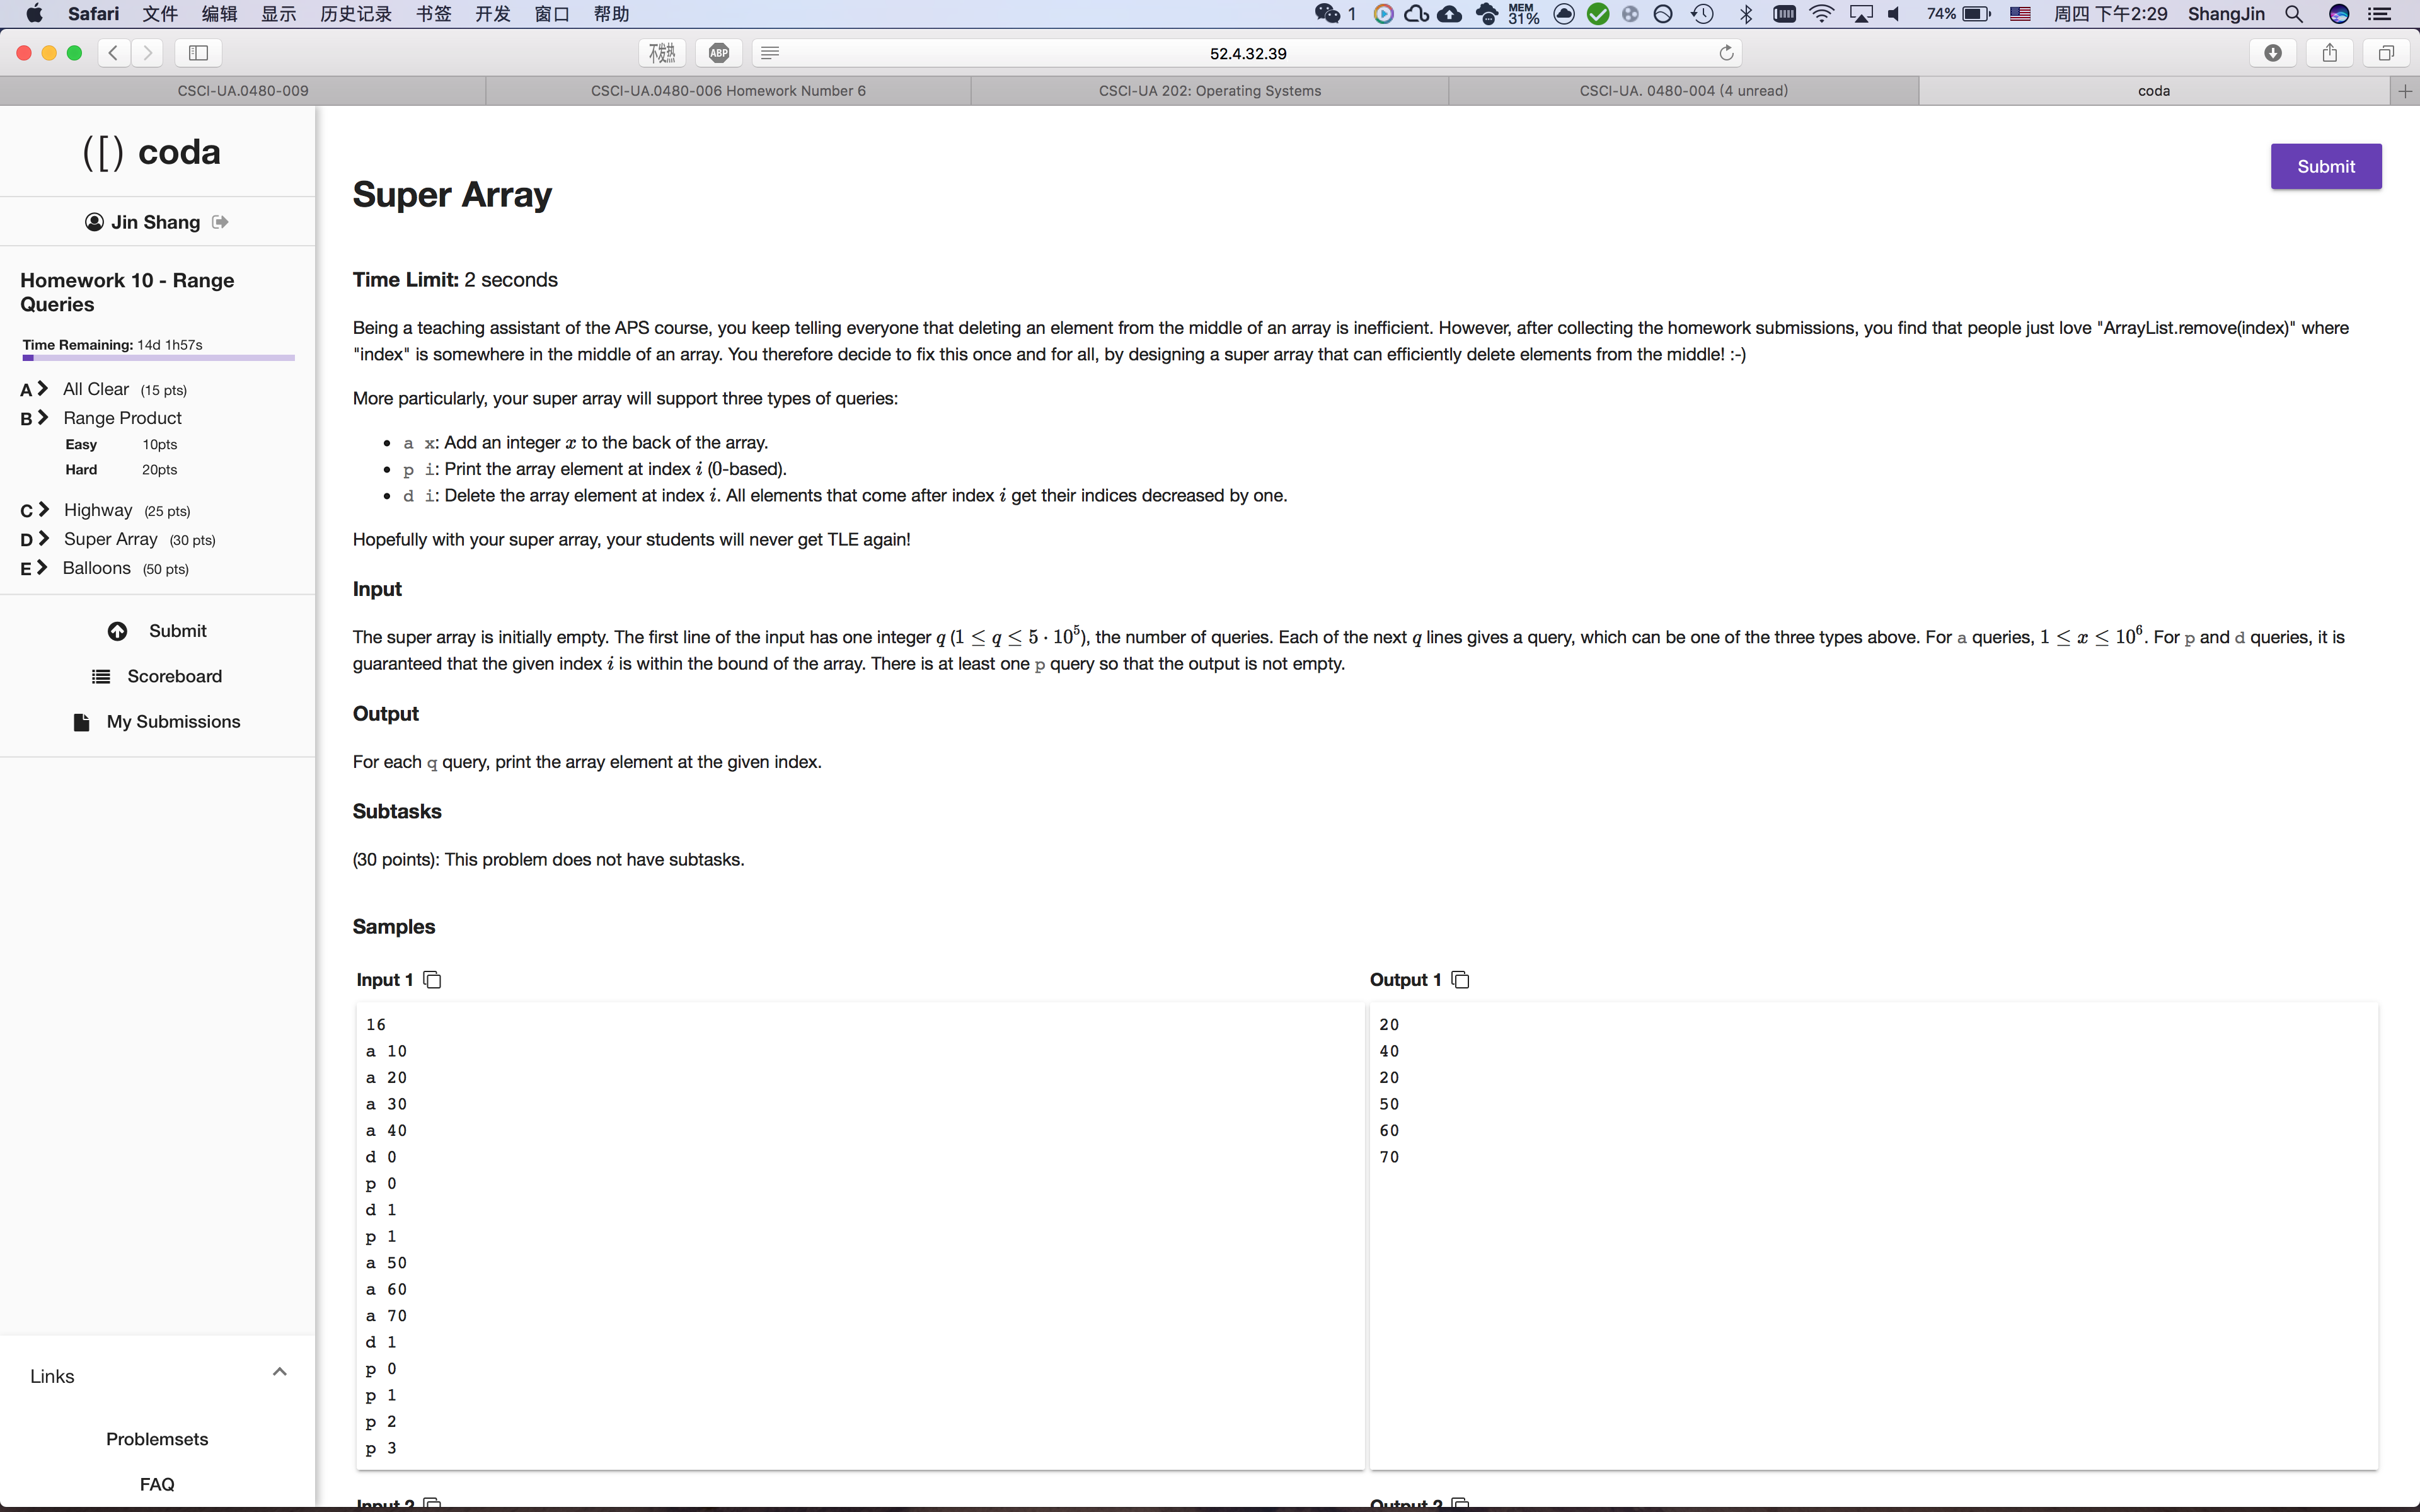 Safari 文件 编辑 显示 历史记录 书签 开发 窗口 帮助 1 MEM 31% 74% 周四 下午2:29 ShangJin
不发热 ABP 52.4.32.39
CSCI-UA.0480-009 CSCI-UA.0480-006 Homework Number 6 CSCI-UA 202: Operating Systems CSCI-UA. 0480-004 (4 unread) coda
([) coda
Jin Shang
Homework 10 - Range
Queries
Time Remaining: 14d 1h57s
A All Clear (15 pts)
B Range Product
Easy 10pts
Hard 20pts
C Highway (25 pts)
D Super Array (30 pts)
E Balloons (50 pts)
Submit
Scoreboard
My Submissions
Links
Problemsets
FAQ
Submit
Super Array
Time Limit: 2 seconds
Being a teaching assistant of the APS course, you keep telling everyone that deleting an element from the middle of an array is inefficient. However, after collecting the homework submissions, you find that people just love "ArrayList.remove(index)" where
"index" is somewhere in the middle of an array. You therefore decide to fix this once and for all, by designing a super array that can efficiently delete elements from the middle! :-)
More particularly, your super array will support three types of queries:
• a x: Add an integer x to the back of the array.
• p i: Print the array element at index i (0-based).
• d i: Delete the array element at index i. All elements that come after index i get their indices decreased by one.
Hopefully with your super array, your students will never get TLE again!
Input
The super array is initially empty. The first line of the input has one integer q (1 ≤ q ≤ 5 · 10⁵), the number of queries. Each of the next q lines gives a query, which can be one of the three types above. For a queries, 1 ≤ x ≤ 10⁶. For p and d queries, it is
guaranteed that the given index i is within the bound of the array. There is at least one p query so that the output is not empty.
Output
For each q query, print the array element at the given index.
Subtasks
(30 points): This problem does not have subtasks.
Samples
Input 1
16
a 10
a 20
a 30
a 40
d 0
p 0
d 1
p 1
a 50
a 60
a 70
d 1
p 0
p 1
p 2
p 3
Output 1
20
40
20
50
60
70
Input 2 Output 2